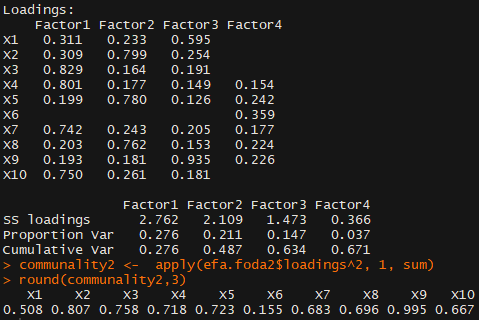 Loadings:
    Factor1 Factor2 Factor3 Factor4
X1  0.311   0.233   0.595
X2  0.309   0.799   0.254
X3  0.829   0.164   0.191
X4  0.801   0.177   0.149   0.154
X5  0.199   0.780   0.126   0.242
X6                          0.359
X7  0.742   0.243   0.205   0.177
X8  0.203   0.762   0.153   0.224
X9  0.193   0.181   0.935   0.226
X10 0.750   0.261   0.181
               Factor1 Factor2 Factor3 Factor4
SS loadings      2.762   2.109   1.473   0.366
Proportion Var   0.276   0.211   0.147   0.037
Cumulative Var   0.276   0.487   0.634   0.671
> communality2 <-  apply(efa.foda2$loadings^2, 1, sum)
> round(communality2,3)
   X1    X2    X3    X4    X5    X6    X7    X8    X9   X10
0.508 0.807 0.758 0.718 0.723 0.155 0.683 0.696 0.995 0.667